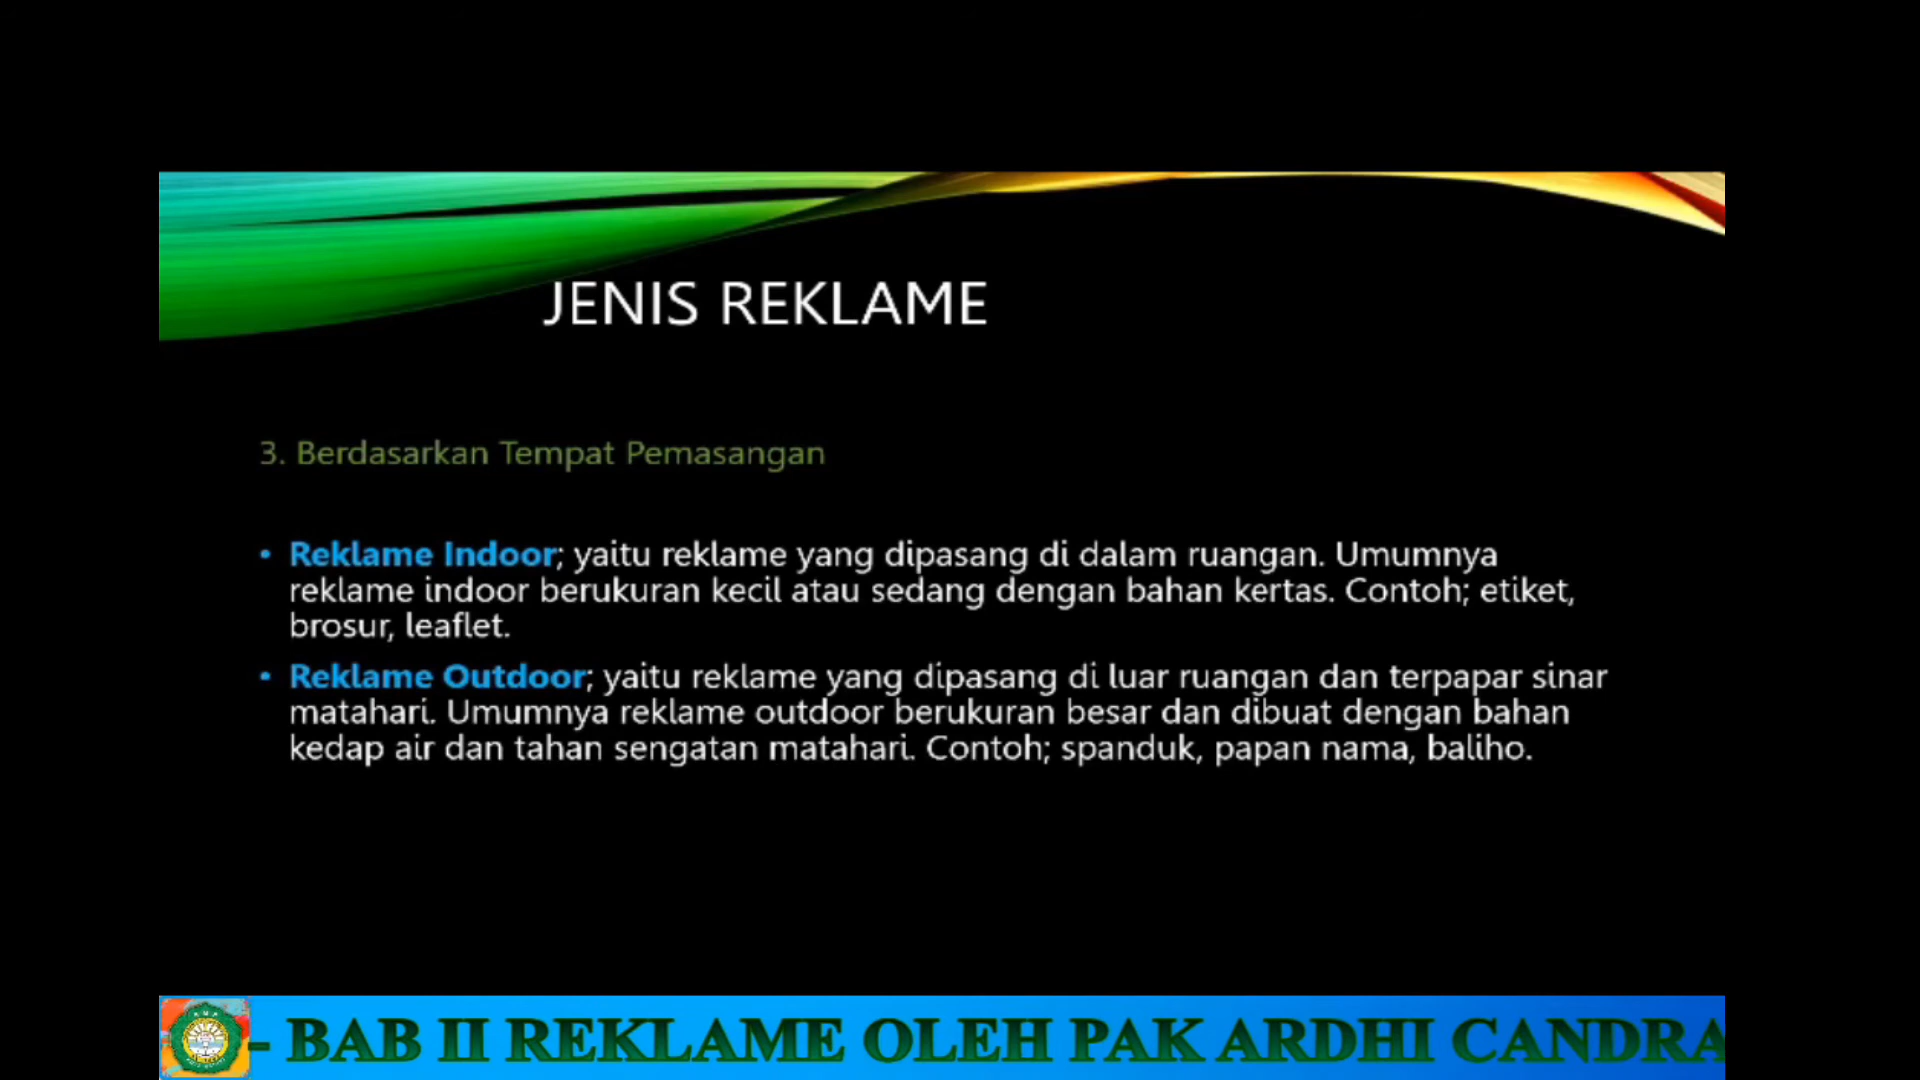 JENIS REKLAME
3. Berdasarkan Tempat Pemasangan
• Reklame Indoor; yaitu reklame yang dipasang di dalam ruangan. Umumnya
reklame indoor berukuran kecil atau sedang dengan bahan kertas. Contoh; etiket,
brosur, leaflet.
• Reklame Outdoor; yaitu reklame yang dipasang di luar ruangan dan terpapar sinar
matahari. Umumnya reklame outdoor berukuran besar dan dibuat dengan bahan
kedap air dan tahan sengatan matahari. Contoh; spanduk, papan nama, baliho.
- BAB II REKLAME OLEH PAK ARDHI CANDRA